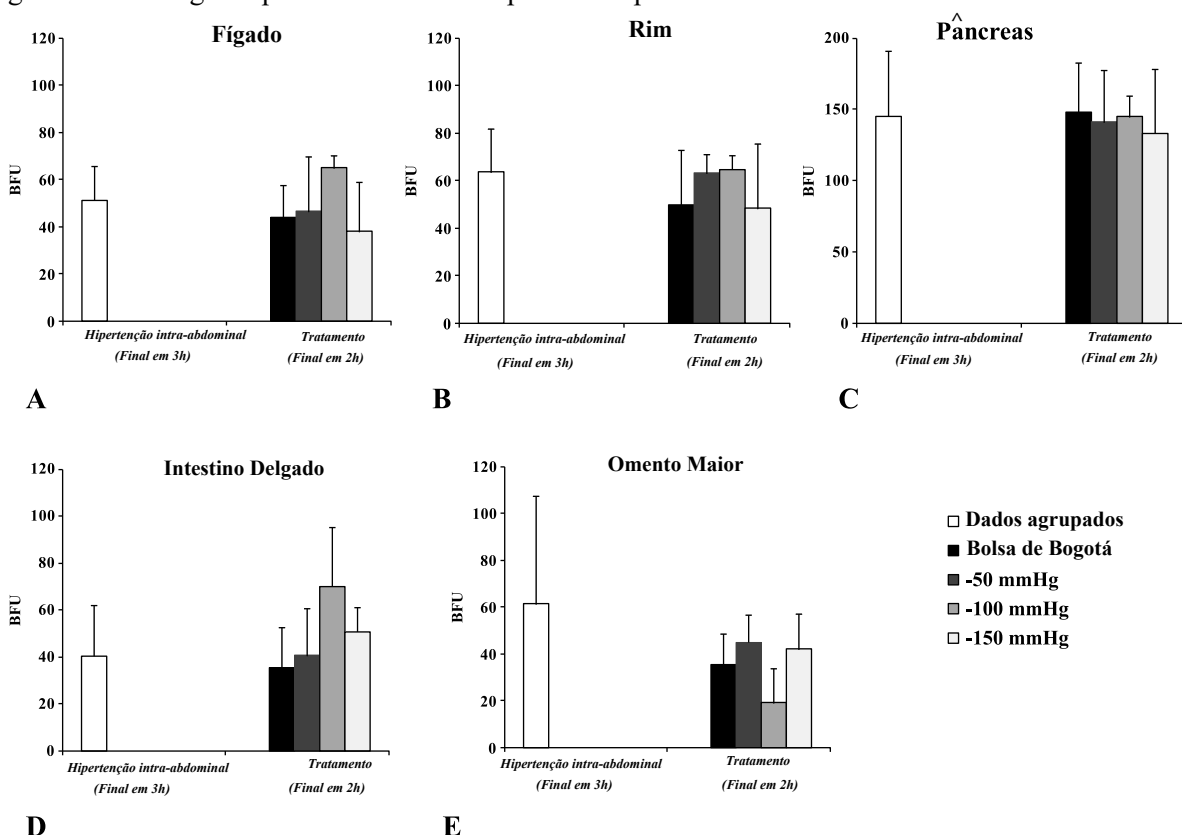 Fígado
120
100
80
60
40
20
0
BFU
Hipertenção intra-abdominal
(Final em 3h)
Tratamento
(Final em 2h)
A
Rim
120
100
80
60
40
20
0
BFU
Hipertenção intra-abdominal
(Final em 3h)
Tratamento
(Final em 2h)
B
Pâncreas
200
150
100
50
0
BFU
Hipertenção intra-abdominal
(Final em 3h)
Tratamento
(Final em 2h)
C
Intestino Delgado
120
100
80
60
40
20
0
BFU
Hipertenção intra-abdominal
(Final em 3h)
Tratamento
(Final em 2h)
D
Omento Maior
120
100
80
60
40
20
0
BFU
Hipertenção intra-abdominal
(Final em 3h)
Tratamento
(Final em 2h)
E
Dados agrupados
Bolsa de Bogotá
-50 mmHg
-100 mmHg
-150 mmHg